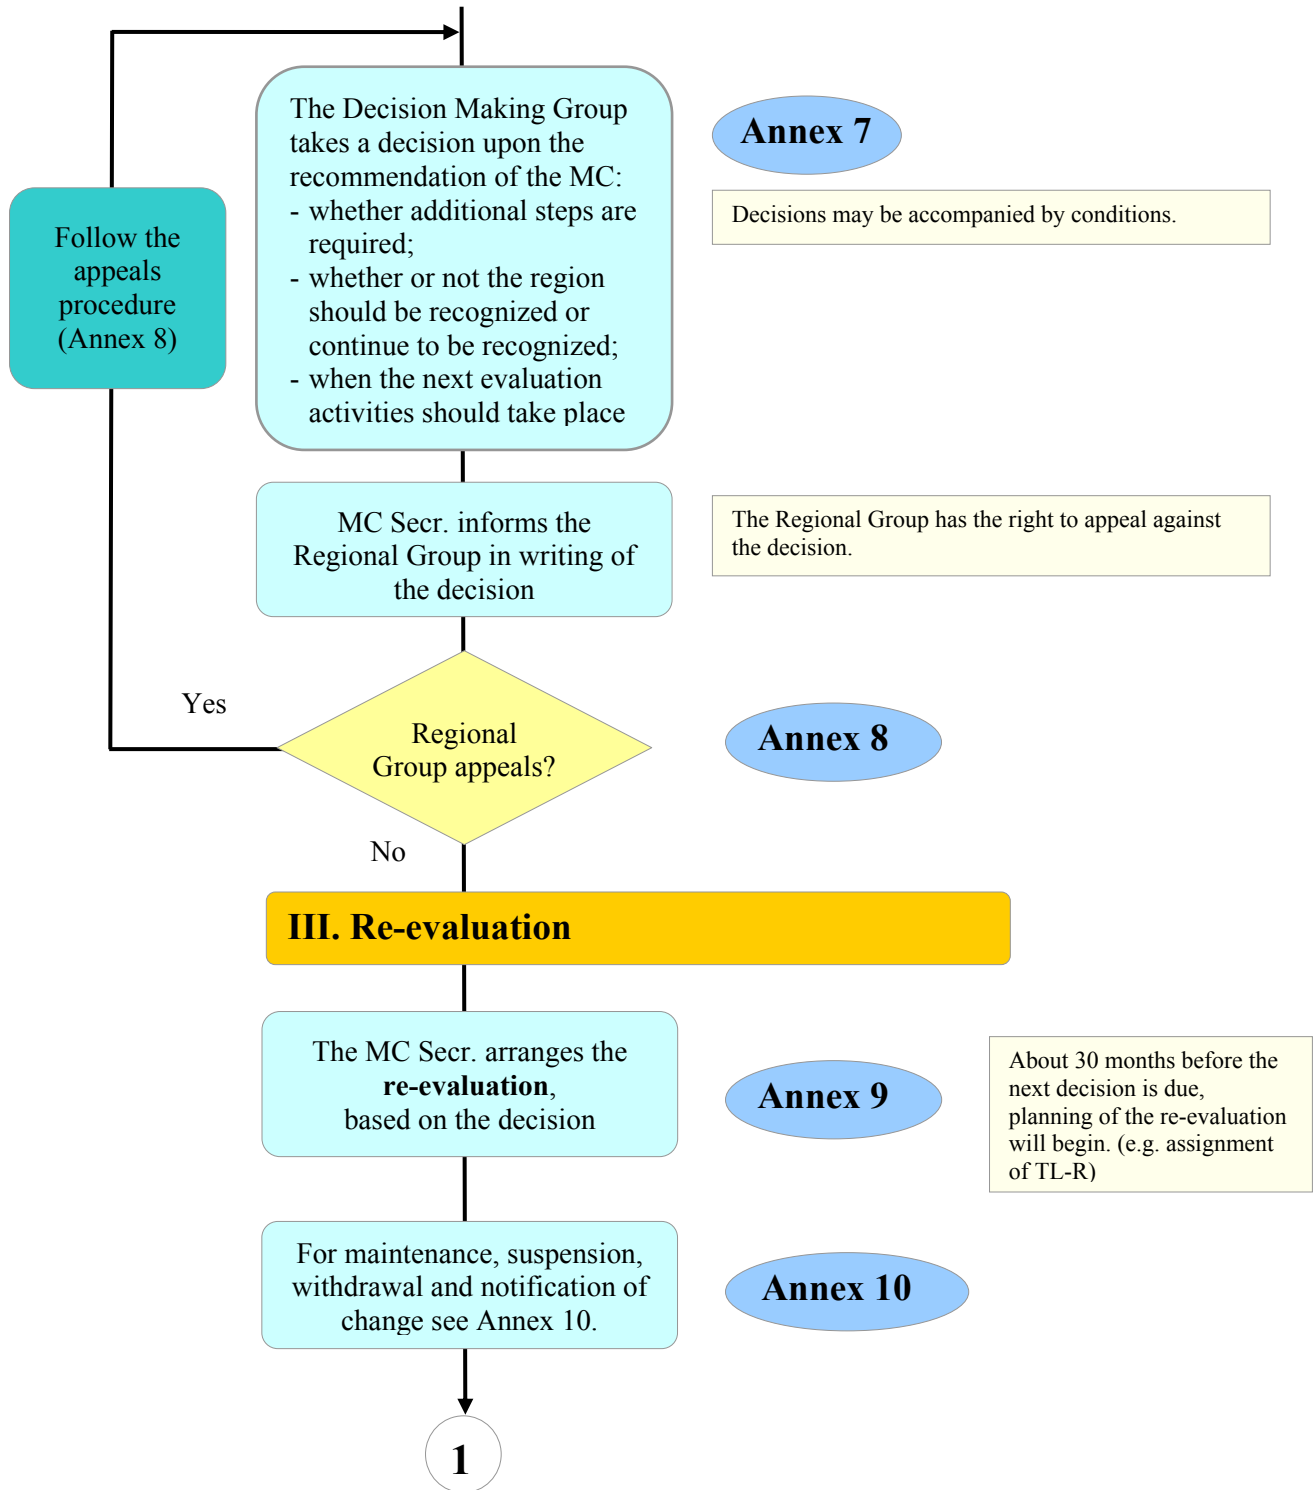 The Decision Making Group
takes a decision upon the
recommendation of the MC:
- whether additional steps are
required;
- whether or not the region
should be recognized or
continue to be recognized;
- when the next evaluation
activities should take place
Annex 7
Decisions may be accompanied by conditions.
Follow the
appeals
procedure
(Annex 8)
MC Secr. informs the
Regional Group in writing of
the decision
The Regional Group has the right to appeal against
the decision.
Yes
Regional
Group appeals?
Annex 8
No
III. Re-evaluation
The MC Secr. arranges the
re-evaluation,
based on the decision
Annex 9
About 30 months before the
next decision is due,
planning of the re-evaluation
will begin. (e.g. assignment
of TL-R)
For maintenance, suspension,
withdrawal and notification of
change see Annex 10.
Annex 10
1